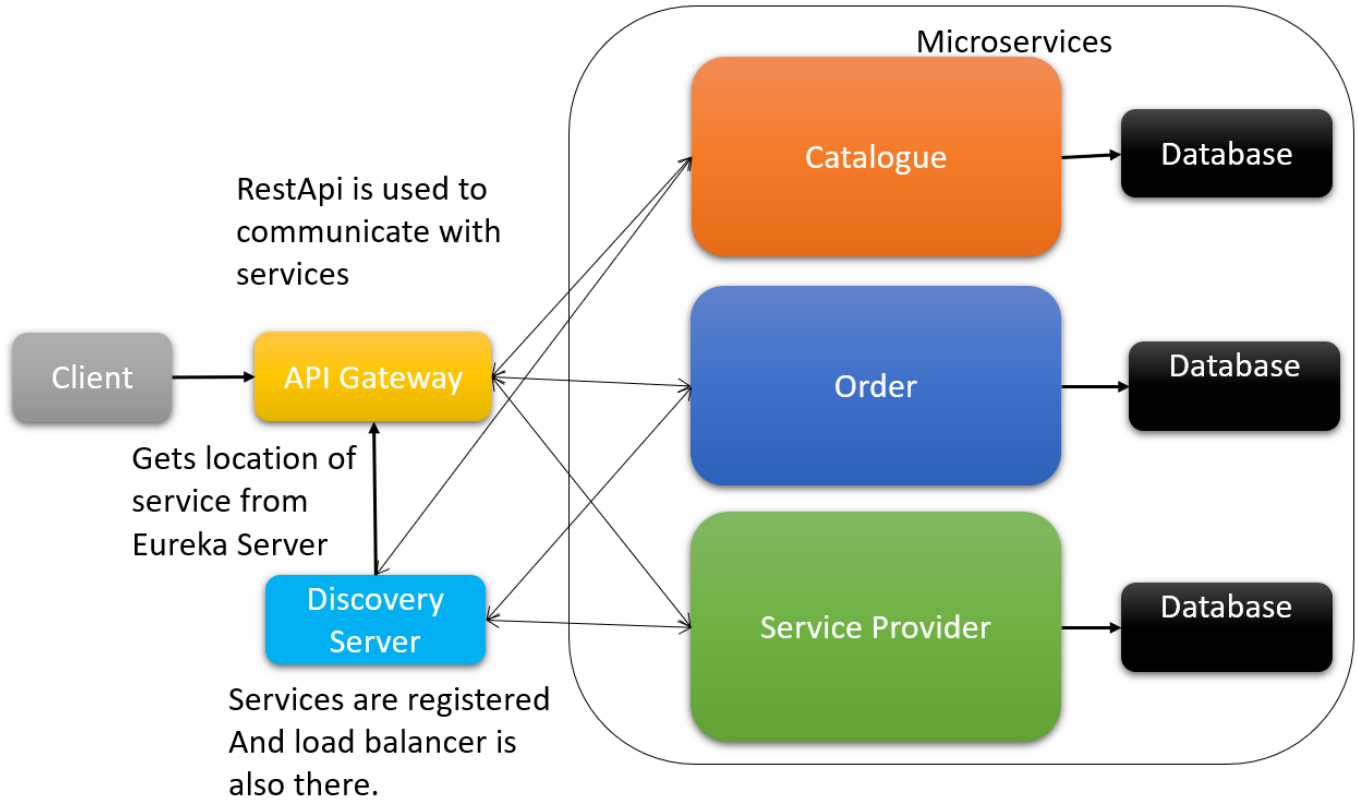 Microservices
Catalogue
Database
RestApi is used to
communicate with
services
Client
API Gateway
Order
Database
Gets location of
service from
Eureka Server
Discovery
Server
Service Provider
Database
Services are registered
And load balancer is
also there.